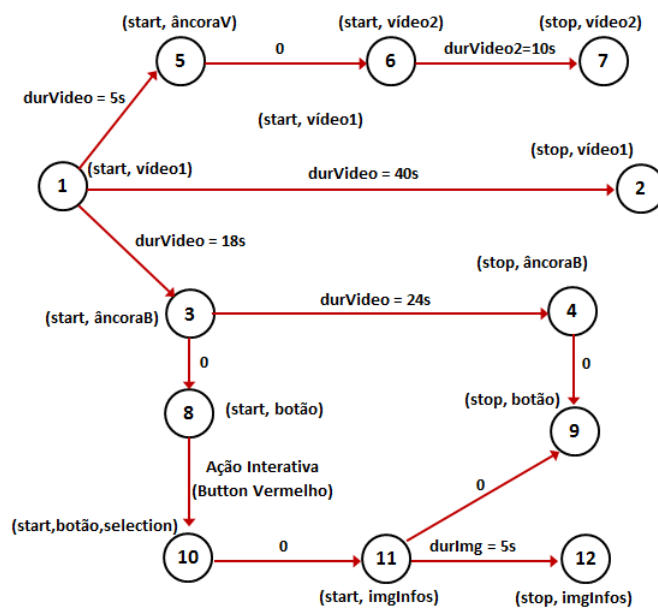 (start, âncoraV)
(start, vídeo2)
(stop, vídeo2)
5
0
6
durVideo2=10s
7
durVideo = 5s
(start, vídeo1)
(stop, vídeo1)
1
(start, vídeo1)
durVideo = 40s
2
durVideo = 18s
(stop, âncoraB)
(start, âncoraB)
3
durVideo = 24s
4
0
0
8
(start, botão)
(stop, botão)
9
Ação Interativa
(Button Vermelho)
0
(start,botão,selection)
10
0
11
durImg = 5s
12
(start, imgInfos)
(stop, imgInfos)